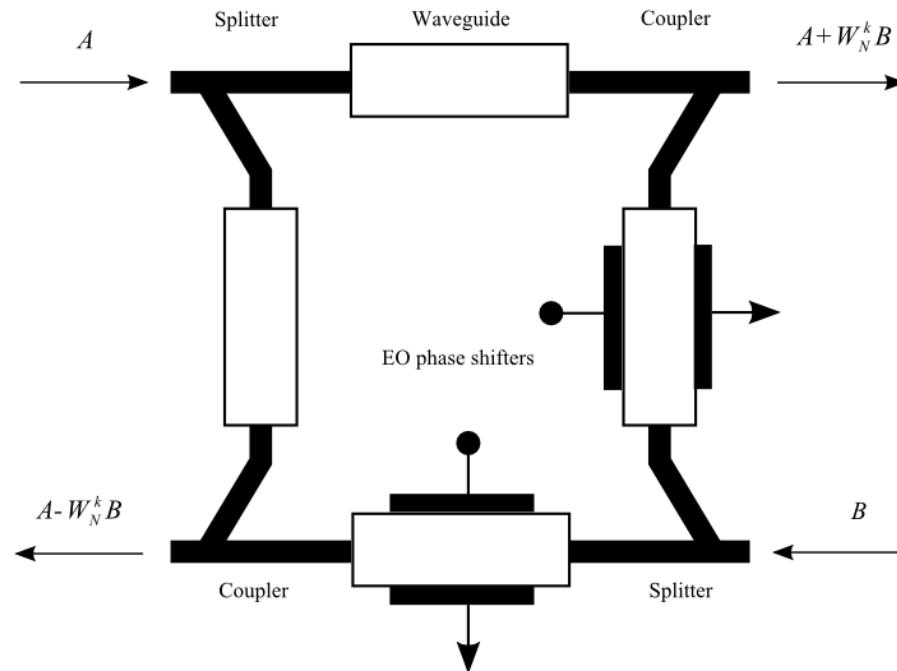 Splitter
Waveguide
Coupler
A
A + W_N^k B
EO phase shifters
A - W_N^k B
B
Coupler
Splitter